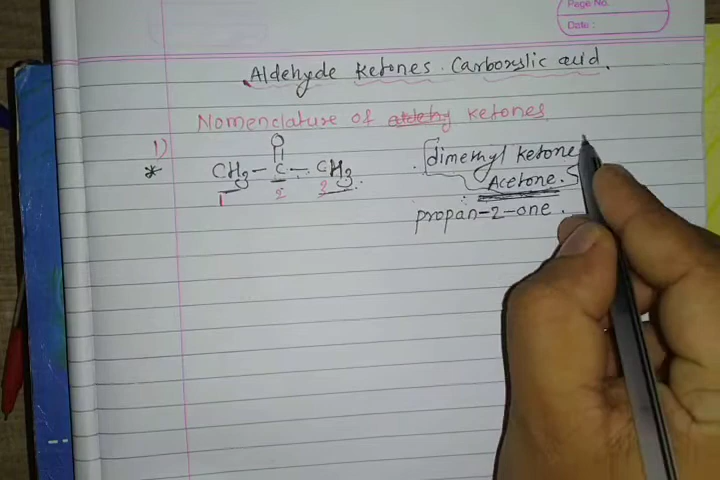 Page No.
Date :
Aldehyde Ketones. Carboxylic acid.
Nomenclature of ketones
1)
O
* CH3 - C - CH3
1 2 3
dimethyl ketone
Acetone.
propan-2-one.